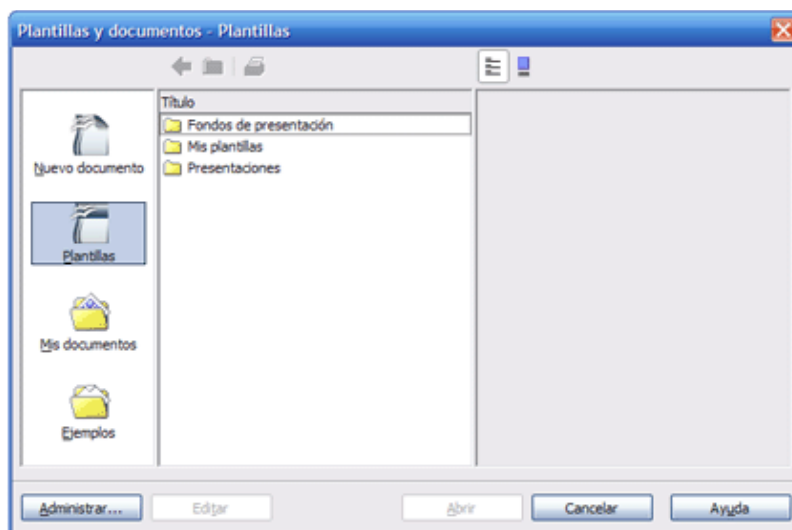 Plantillas y documentos - Plantillas
Título
Fondos de presentación
Mis plantillas
Presentaciones
Nuevo documento
Plantillas
Mis documentos
Ejemplos
Administrar...
Editar
Abrir
Cancelar
Ayuda